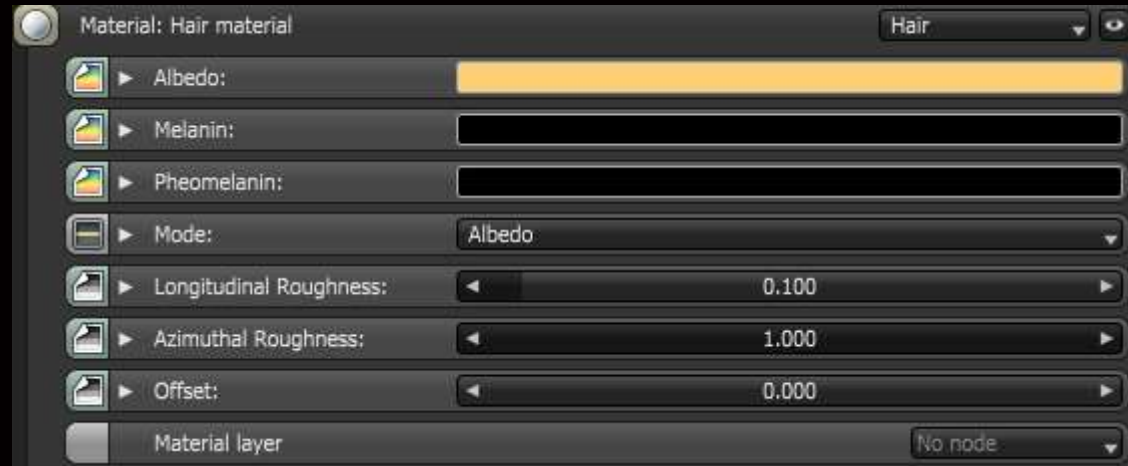 Material: Hair material Hair
Albedo:
Melanin:
Pheomelanin:
Mode: Albedo
Longitudinal Roughness: 0.100
Azimuthal Roughness: 1.000
Offset: 0.000
Material layer No node